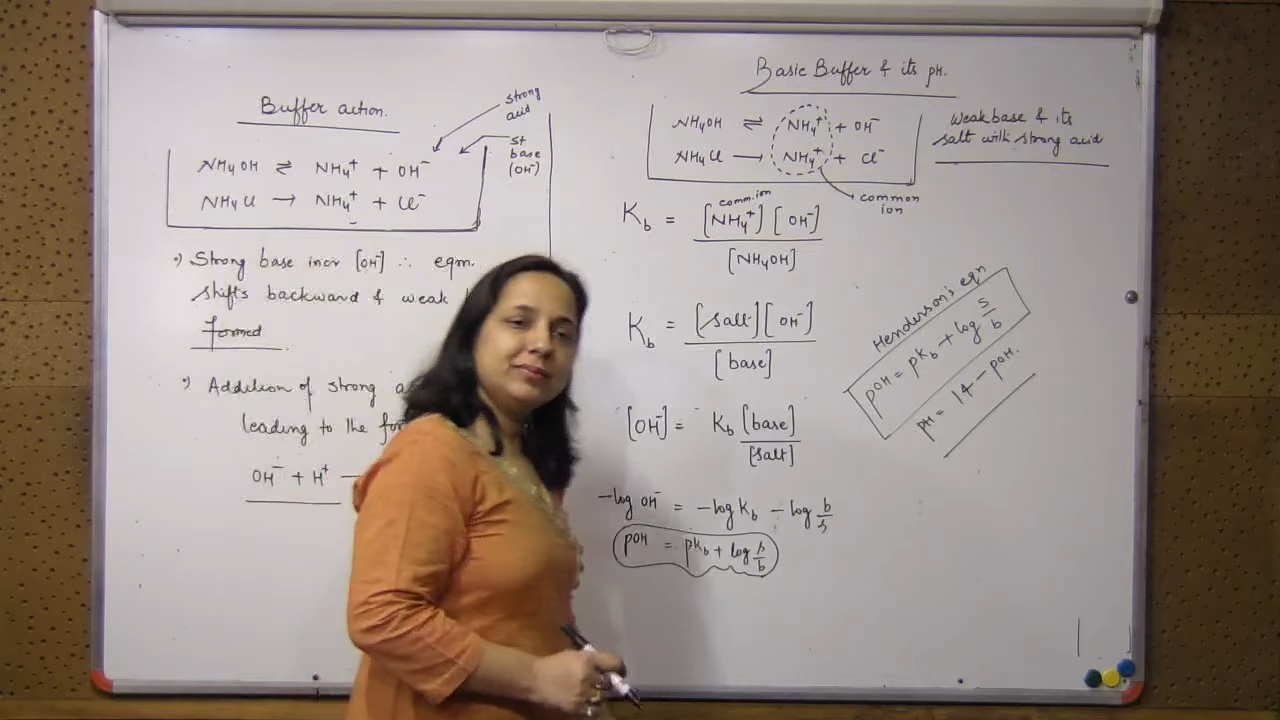 Buffer action.
strong
acid
st
base
(OH⁻)
NH4OH ⇌ NH4⁺ + OH⁻
NH4Cl → NH4⁺ + Cl⁻
•) Strong base incr [OH⁻] ∴ eqm.
shifts backward & weak
formed
•) Addition of strong
leading to the
OH⁻ + H⁺
Basic Buffer & its pH.
NH4OH ⇌ NH4⁺ + OH⁻
NH4Cl → NH4⁺ + Cl⁻
common
ion
weak base & its
salt with strong acid
comm. ion
Kb = [NH4⁺] [OH⁻] / [NH4OH]
Kb = [salt] [OH⁻] / [base]
[OH⁻] = Kb [base] / [salt]
-log OH⁻ = -log Kb - log b/s
pOH = pKb + log s/b
Henderson's eqn
pOH = pKb + log s/b
pH = 14 - pOH.